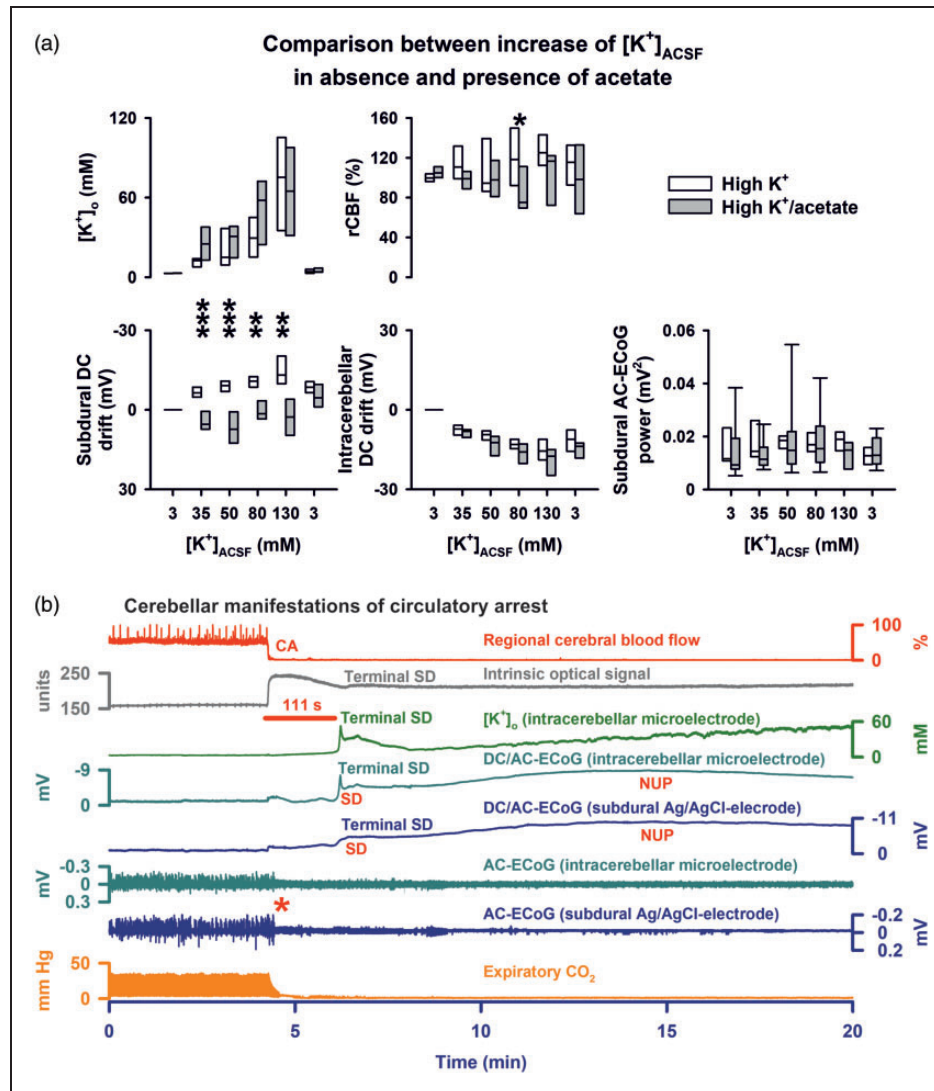 (a)
Comparison between increase of [K⁺]ACSF
in absence and presence of acetate
[K⁺]o (mM)
120
60
0
rCBF (%)
160
120
80
40
0
*
High K⁺
High K⁺/acetate
Subdural DC
drift (mV)
-30
0
30
***
***
**
**
3 35 50 80 130 3
[K⁺]ACSF (mM)
Intracerebellar
DC drift (mV)
30
0
-30
3 35 50 80 130 3
[K⁺]ACSF (mM)
Subdural AC-ECoG
power (mV²)
0.06
0.04
0.02
0
3 35 50 80 130 3
[K⁺]ACSF (mM)
(b)
Cerebellar manifestations of circulatory arrest
CA
Regional cerebral blood flow
100
0
%
units
250
150
Terminal SD
Intrinsic optical signal
111 s
Terminal SD
[K⁺]o (intracerebellar microelectrode)
60
0
mM
mV
-9
0
Terminal SD
DC/AC-ECoG (intracerebellar microelectrode)
SD
NUP
Terminal SD
DC/AC-ECoG (subdural Ag/AgCl-elecrode)
SD
NUP
-11
0
mV
mV
-0.3
0
0.3
AC-ECoG (intracerebellar microelectrode)
*
AC-ECoG (subdural Ag/AgCl-electrode)
-0.2
0
0.2
mV
mm Hg
50
0
Expiratory CO₂
0 5 10 15 20
Time (min)